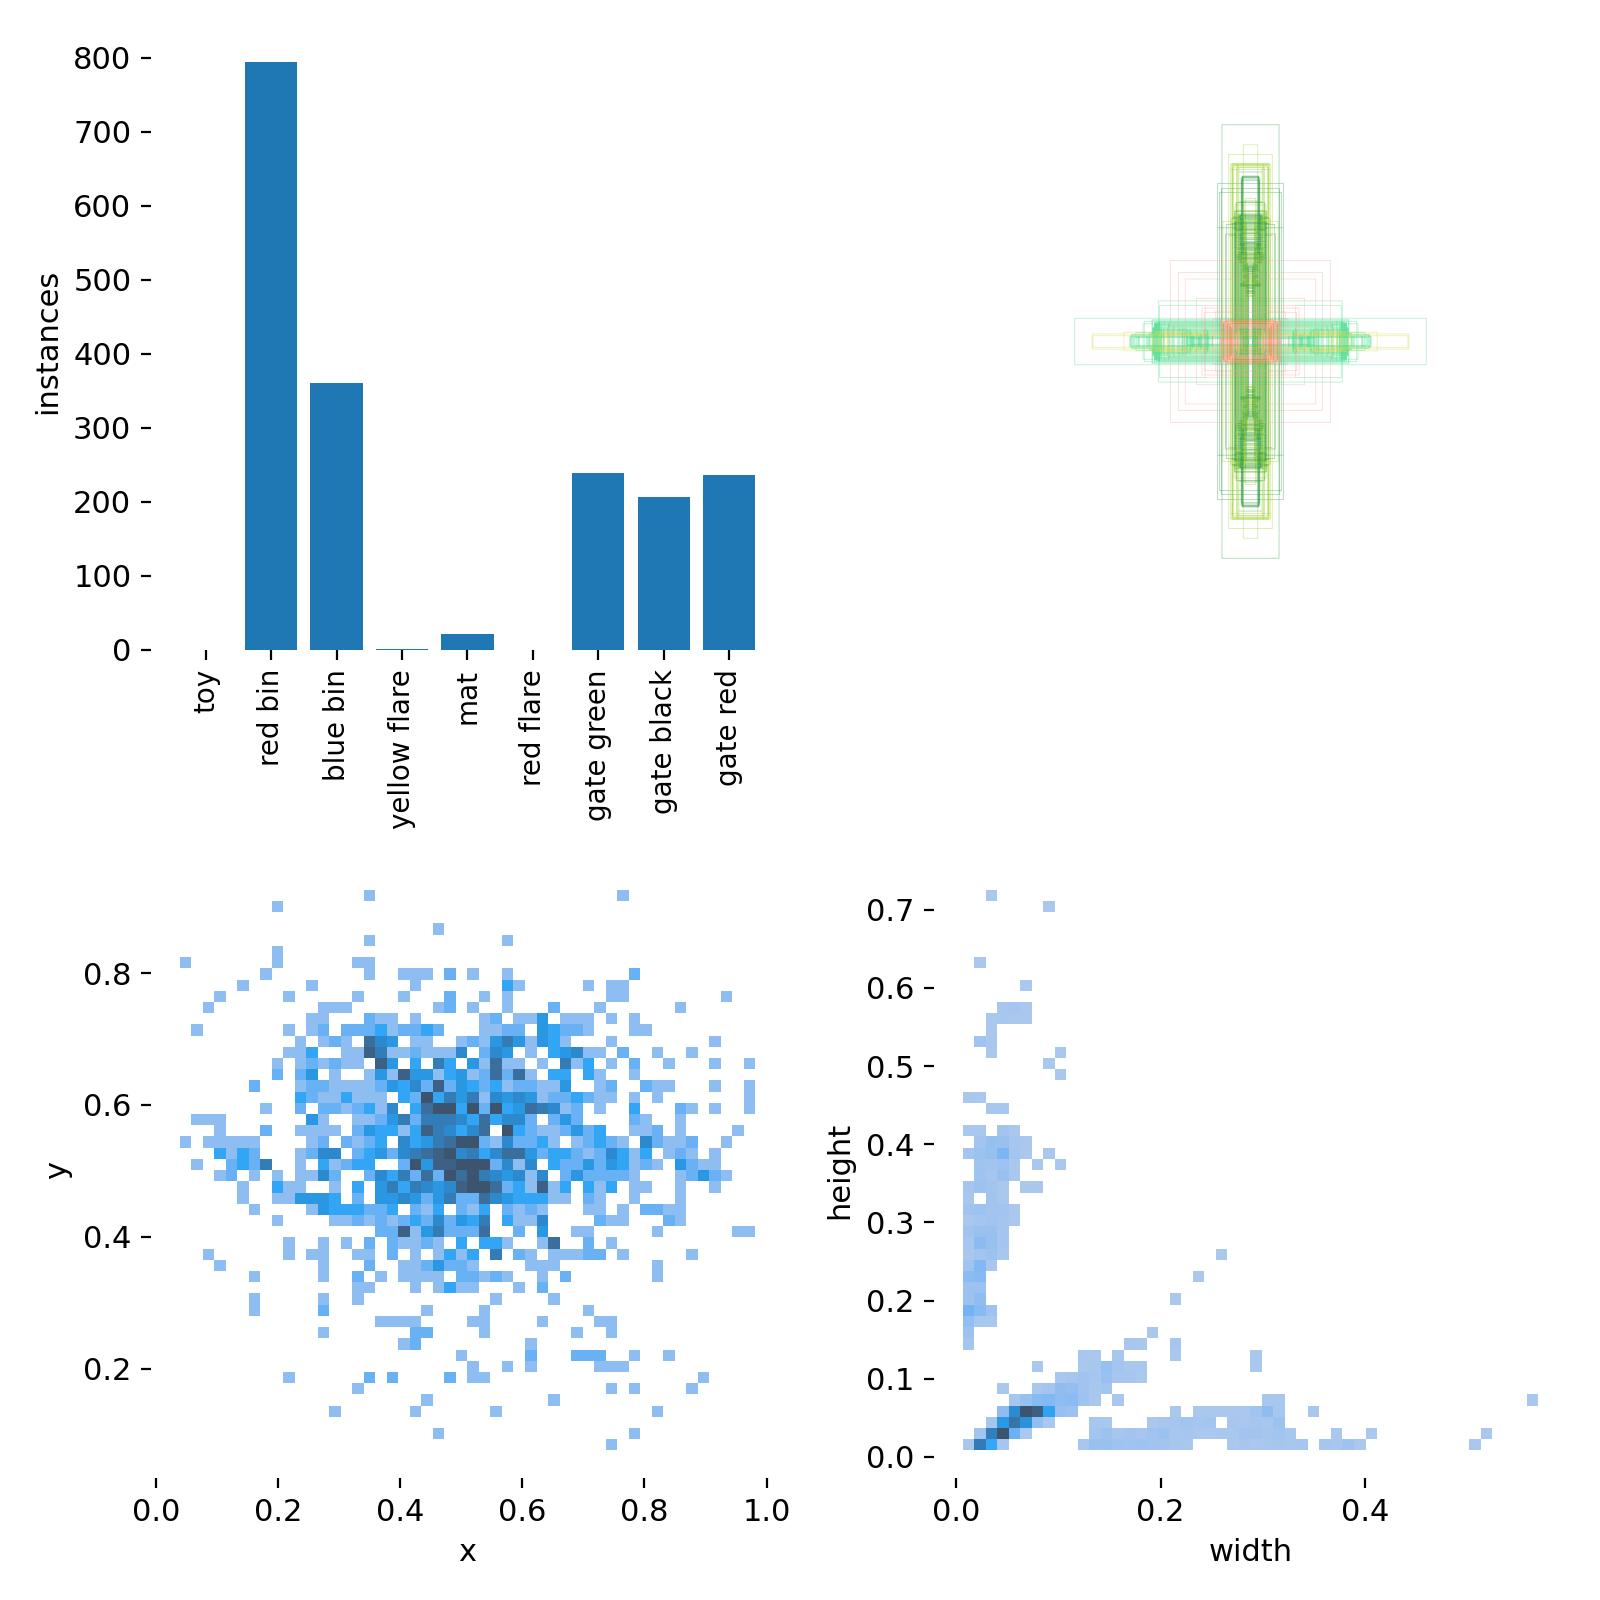 800
700
600
500
400
300
200
100
0
instances
toy
red bin
blue bin
yellow flare
mat
red flare
gate green
gate black
gate red
0.8
0.6
0.4
0.2
y
0.0 0.2 0.4 0.6 0.8 1.0
x
0.7
0.6
0.5
0.4
0.3
0.2
0.1
0.0
height
0.0 0.2 0.4
width